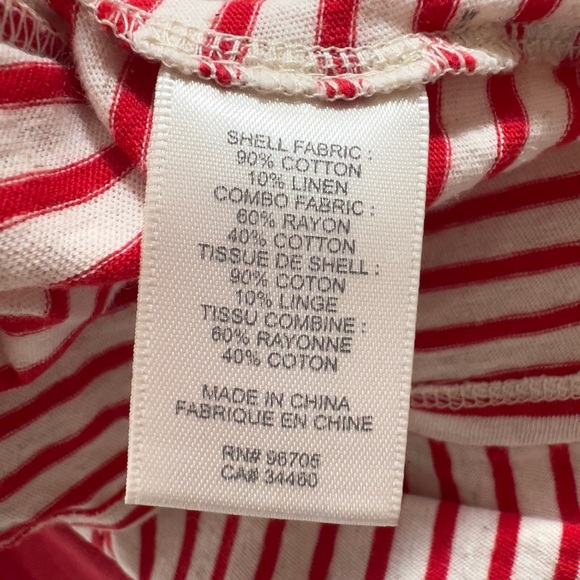 SHELL FABRIC :
90% COTTON
10% LINEN
COMBO FABRIC :
60% RAYON
40% COTTON
TISSUE DE SHELL :
90% COTON
10% LINGE
TISSU COMBINE :
60% RAYONNE
40% COTON
MADE IN CHINA
FABRIQUE EN CHINE
RN# 96705
CA# 34460